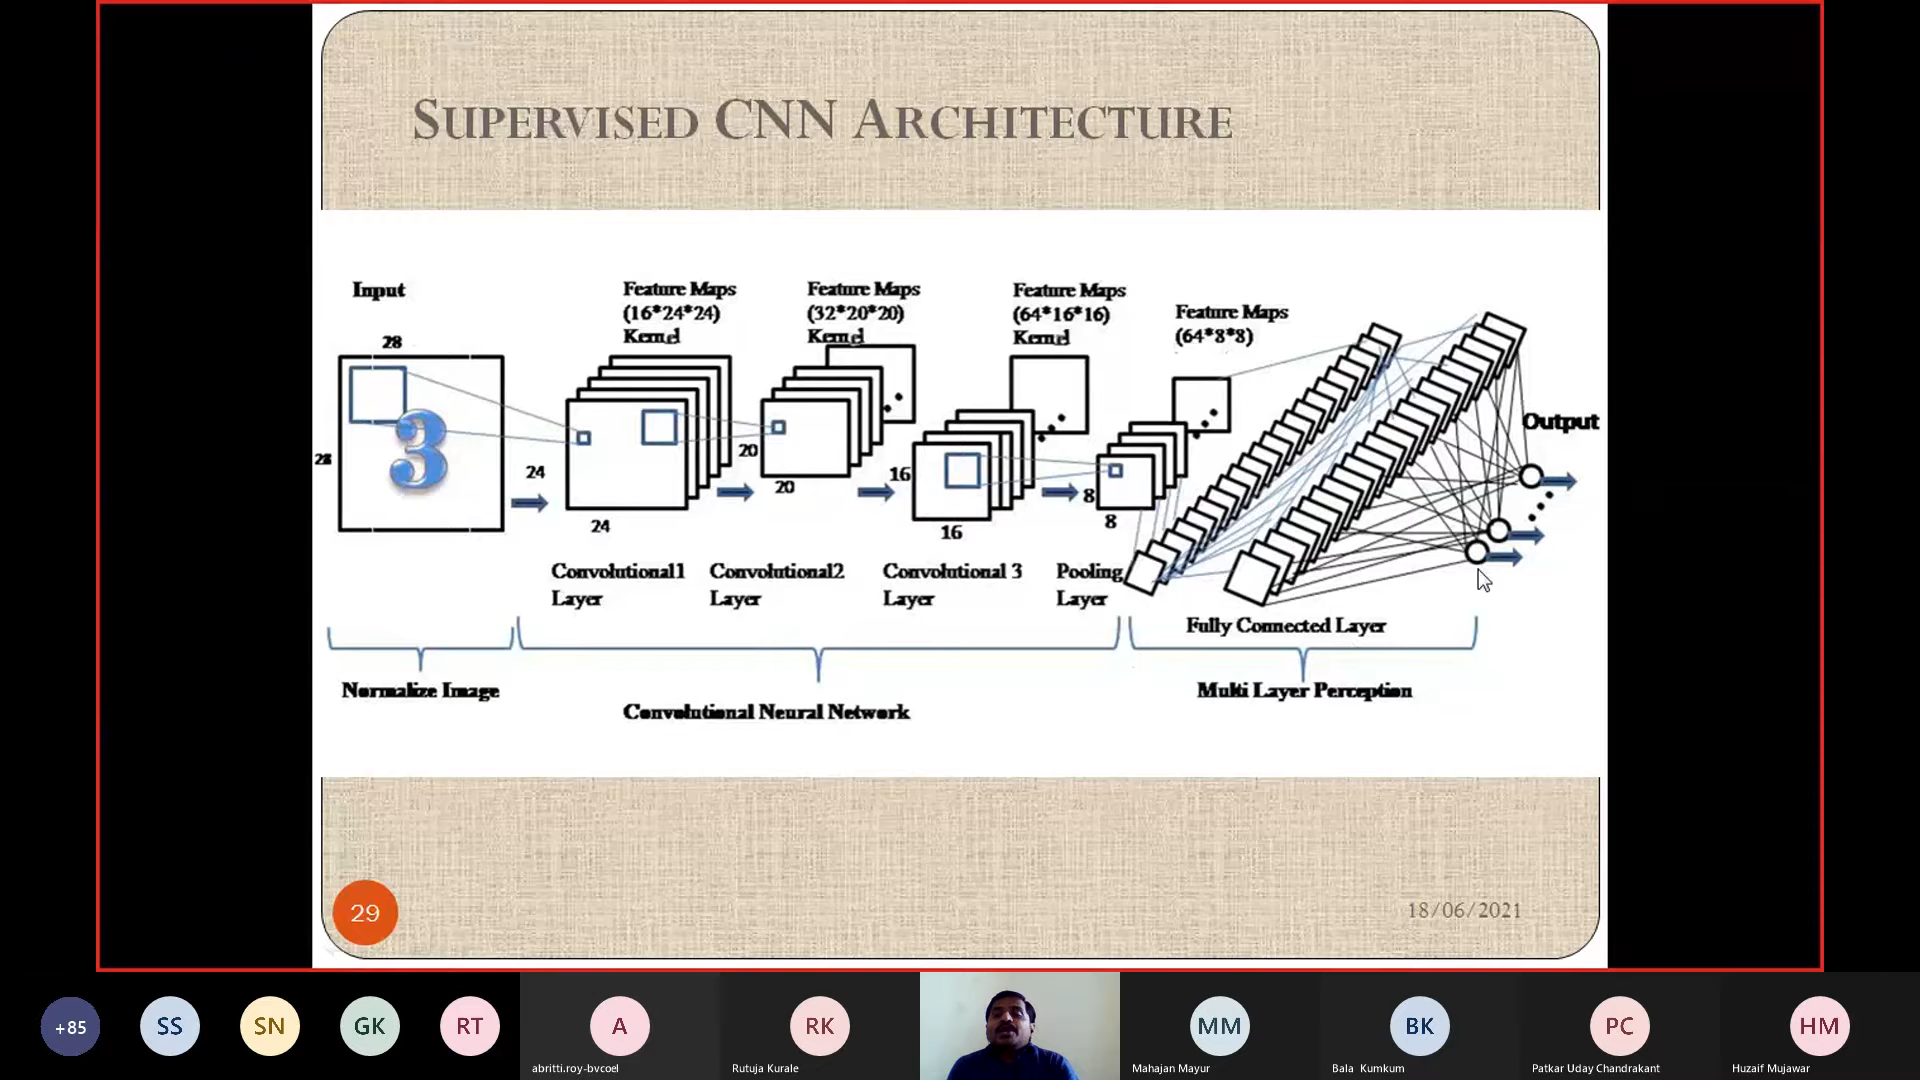 SUPERVISED CNN ARCHITECTURE
Input
Feature Maps
(16*24*24)
Kernel
Feature Maps
(32*20*20)
Kernel
Feature Maps
(64*16*16)
Kernel
Feature Maps
(64*8*8)
28
28
3
24
24
20
20
16
16
8
8
Output
Convolutional1
Layer
Convolutional2
Layer
Convolutional 3
Layer
Pooling
Layer
Fully Connected Layer
Normalize Image
Convolutional Neural Network
Multi Layer Perception
29
18/06/2021
+85
SS
SN
GK
RT
A
RK
MM
BK
PC
HM
abritti.roy-bvcoel
Rutuja Kurale
Mahajan Mayur
Bala Kumkum
Patkar Uday Chandrakant
Huzaif Mujawar